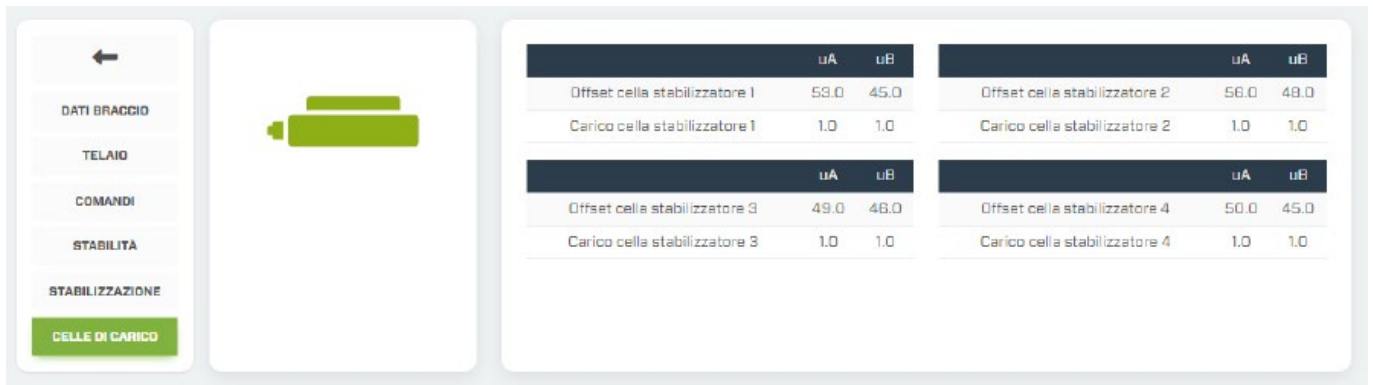 DATI BRACCIO
TELAIO
COMANDI
STABILITÀ
STABILIZZAZIONE
CELLE DI CARICO
uA uB
Offset cella stabilizzatore 1 53.0 45.0
Carico cella stabilizzatore 1 1.0 1.0
uA uB
Offset cella stabilizzatore 2 56.0 48.0
Carico cella stabilizzatore 2 1.0 1.0
uA uB
Offset cella stabilizzatore 3 49.0 46.0
Carico cella stabilizzatore 3 1.0 1.0
uA uB
Offset cella stabilizzatore 4 50.0 45.0
Carico cella stabilizzatore 4 1.0 1.0